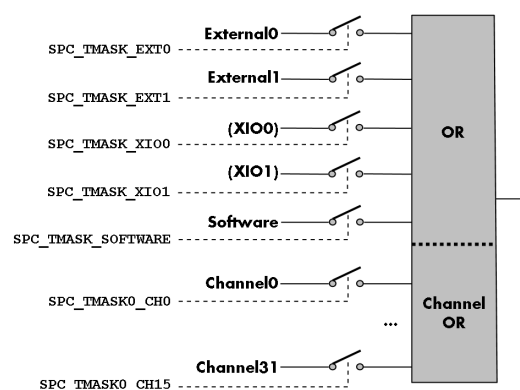 External0
SPC_TMASK_EXT0
External1
SPC_TMASK_EXT1
(XIO0)
SPC_TMASK_XIO0
OR
(XIO1)
SPC_TMASK_XIO1
Software
SPC_TMASK_SOFTWARE
Channel0
SPC_TMASK0_CH0
Channel
OR
...
Channel31
SPC_TMASK0_CH15